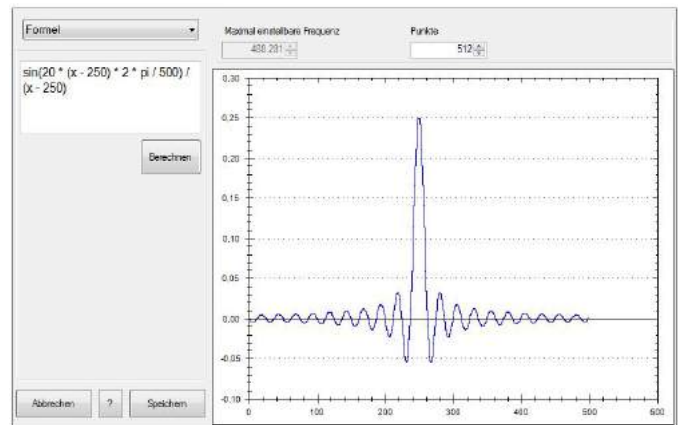 Formel
Maximal einstellbare Frequenz
Punkte
488.281
512
sin(20 * (x - 250) * 2 * pi / 500) /
(x - 250)
Berechnen
0,30
0,25
0,20
0,15
0,10
0,05
0,00
-0,05
-0,10
0
100
200
300
400
500
600
Abbrechen
?
Speichern